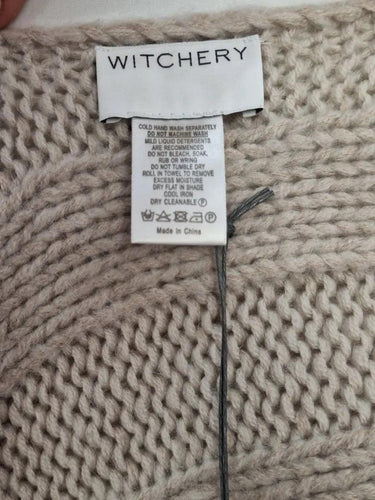 WITCHERY
COLD HAND WASH SEPARATELY
DO NOT MACHINE WASH
MILD LIQUID DETERGENTS
ARE RECOMMENDED
DO NOT BLEACH, SOAK,
RUB OR WRING
DO NOT TUMBLE DRY
ROLL IN TOWEL TO REMOVE
EXCESS MOISTURE
DRY FLAT IN SHADE
COOL IRON
DRY CLEANABLE Ⓟ
Made in China